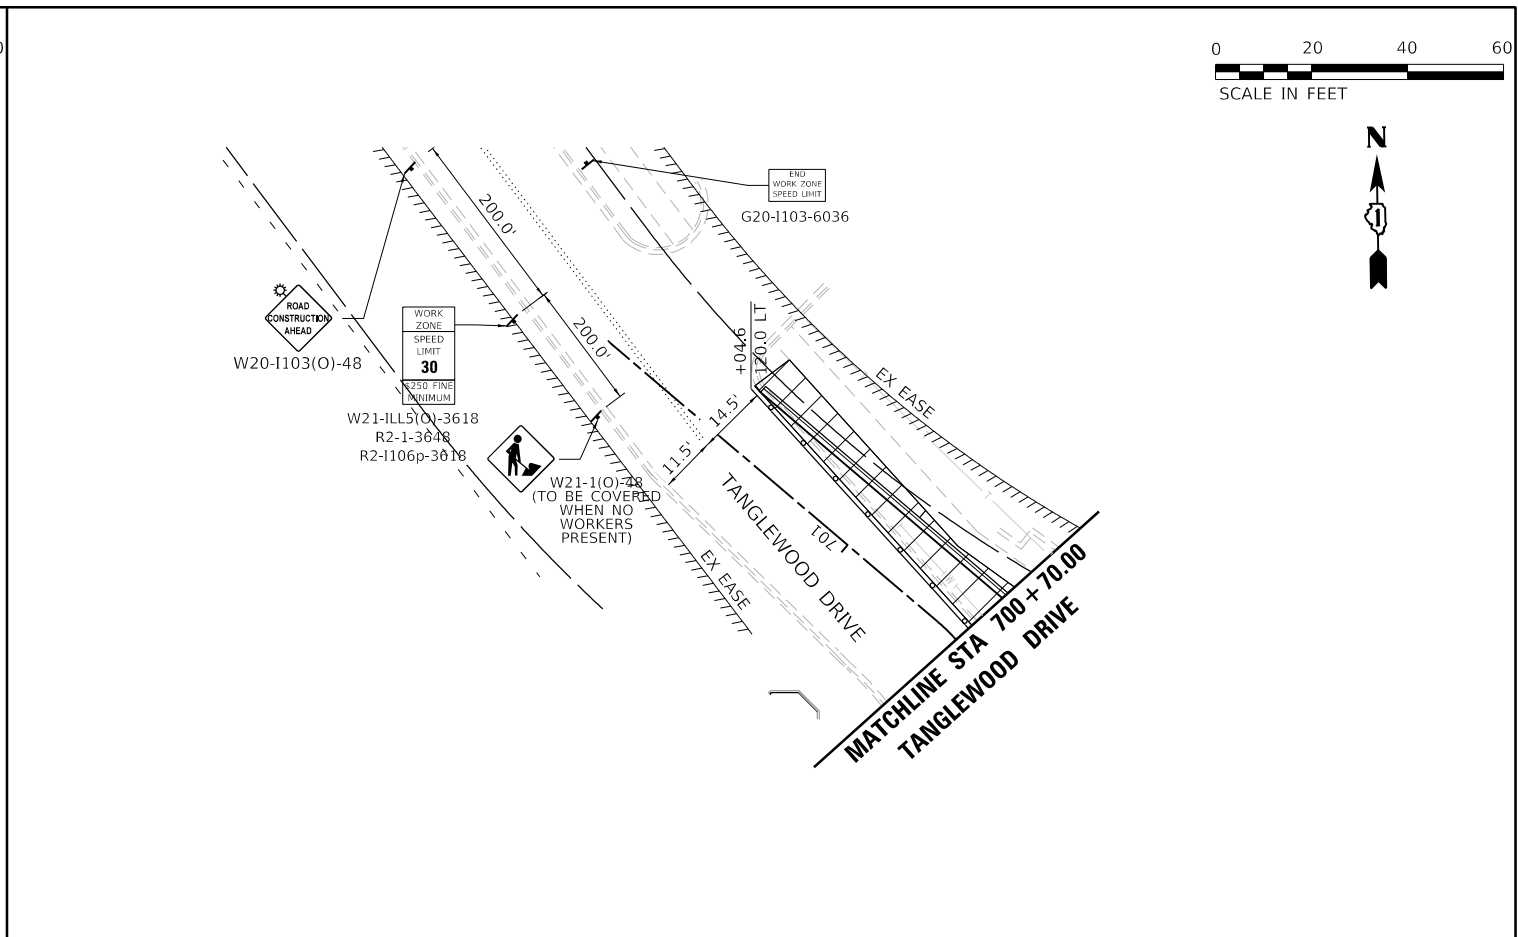 0
0 20 40 60
SCALE IN FEET
N
1
200.0'
END
WORK ZONE
SPEED LIMIT
G20-I103-6036
ROAD
CONSTRUCTION
AHEAD
W20-I103(O)-48
WORK
ZONE
SPEED
LIMIT
30
$250 FINE
MINIMUM
W21-ILL5(O)-3618
R2-1-3648
R2-I106p-3618
200.0'
+04.6
120.0 LT
EX EASE
14.5'
11.5'
W21-1(O)-48
(TO BE COVERED
WHEN NO
WORKERS
PRESENT)
TANGLEWOOD DRIVE
701
EX EASE
MATCHLINE STA 700+70.00
TANGLEWOOD DRIVE